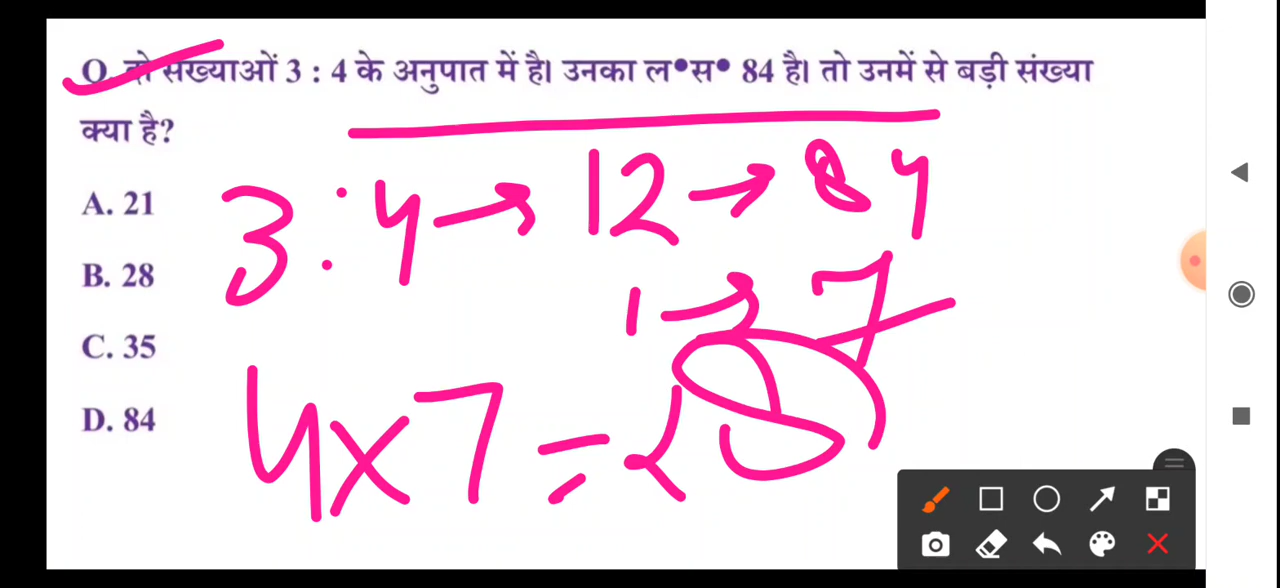 Q. दो संख्याओं 3 : 4 के अनुपात में है। उनका ल•स• 84 है। तो उनमें से बड़ी संख्या
क्या है?
A. 21
B. 28
C. 35
D. 84
3 : 4 → 12 → 84
1 → 7
4 × 7 = 28